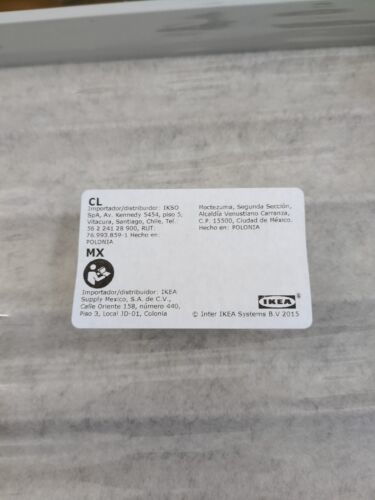 CL
Importador/distribuidor: IKSO
SpA, Av. Kennedy 5454, piso 5,
Vitacura, Santiago, Chile, Tel.
56 2 241 28 900, RUT:
76.993.859-1 Hecho en:
POLONIA
MX
Importador/distribuidor: IKEA
Supply Mexico, S.A. de C.V.,
Calle Oriente 158, número 440,
Piso 3, Local JD-01, Colonia
Moctezuma, Segunda Sección,
Alcaldía Venustiano Carranza,
C.P. 15500, Ciudad de México.
Hecho en: POLONIA
IKEA
© Inter IKEA Systems B.V 2015